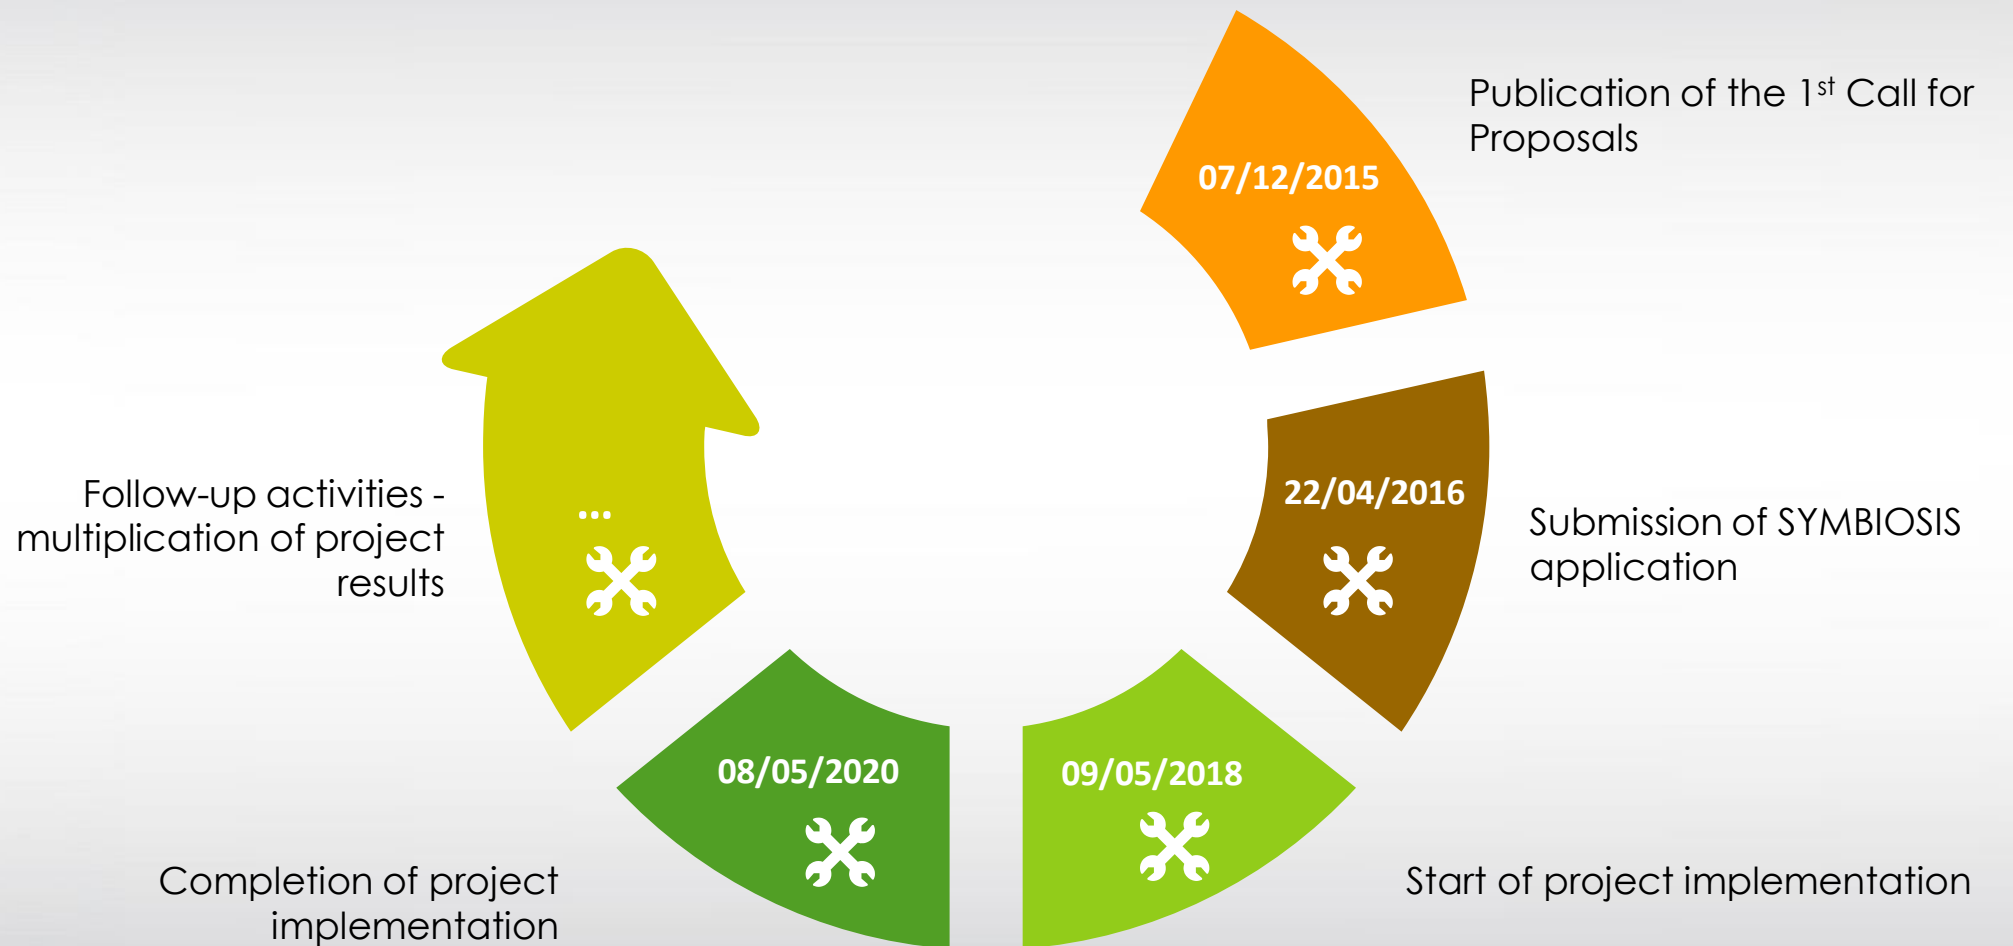 07/12/2015
Publication of the 1st Call for
Proposals
22/04/2016
Submission of SYMBIOSIS
application
09/05/2018
Start of project implementation
08/05/2020
Completion of project
implementation
...
Follow-up activities -
multiplication of project
results